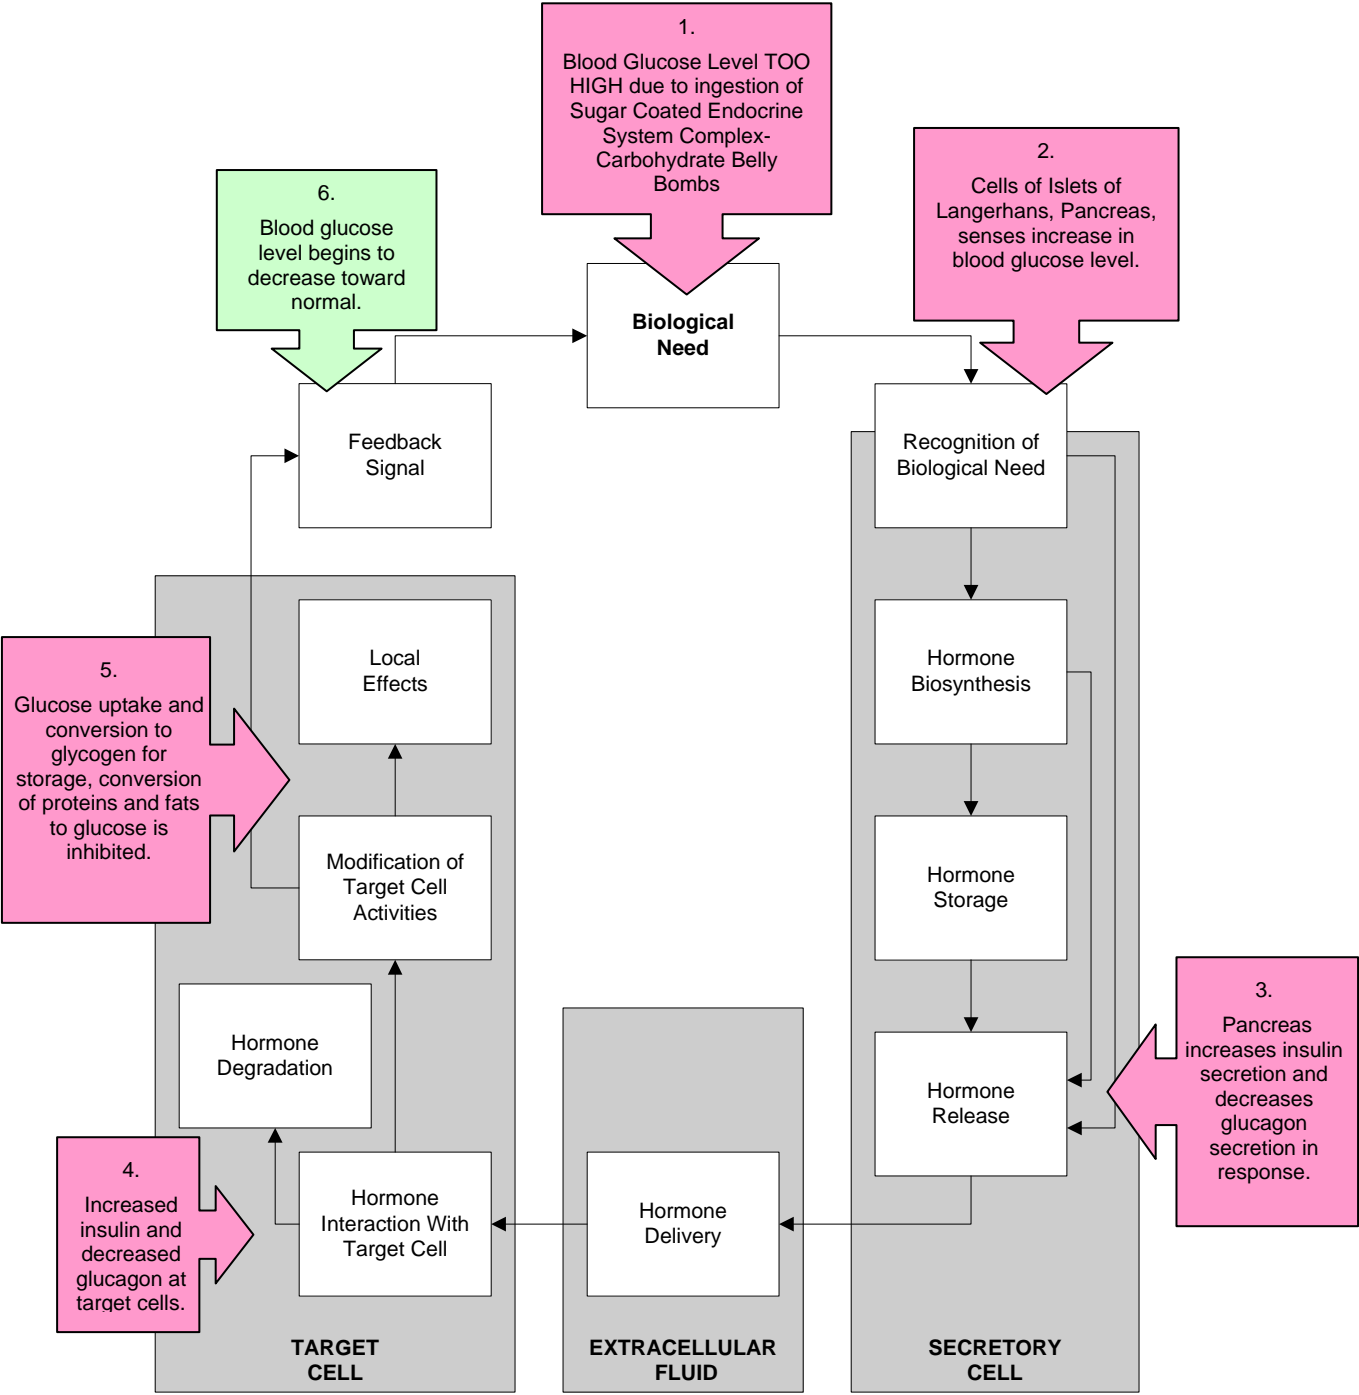 1.
Blood Glucose Level TOO
HIGH due to ingestion of
Sugar Coated Endocrine
System Complex-
Carbohydrate Belly
Bombs
2.
Cells of Islets of
Langerhans, Pancreas,
senses increase in
blood glucose level.
6.
Blood glucose
level begins to
decrease toward
normal.
Biological
Need
Feedback
Signal
Recognition of
Biological Need
Local
Effects
Hormone
Biosynthesis
5.
Glucose uptake and
conversion to
glycogen for
storage, conversion
of proteins and fats
to glucose is
inhibited.
Modification of
Target Cell
Activities
Hormone
Storage
Hormone
Degradation
Hormone
Release
3.
Pancreas
increases insulin
secretion and
decreases
glucagon
secretion in
response.
4.
Increased
insulin and
decreased
glucagon at
target cells.
Hormone
Interaction With
Target Cell
Hormone
Delivery
TARGET
CELL
EXTRACELLULAR
FLUID
SECRETORY
CELL